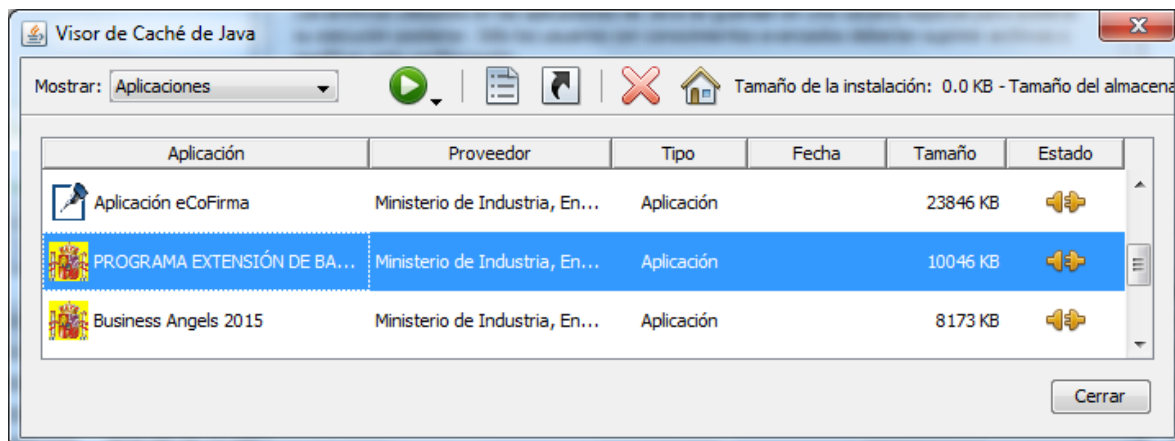 Visor de Caché de Java
Mostrar: Aplicaciones Tamaño de la instalación: 0.0 KB - Tamaño del almacena
Aplicación Proveedor Tipo Fecha Tamaño Estado
Aplicación eCoFirma Ministerio de Industria, En... Aplicación 23846 KB
PROGRAMA EXTENSIÓN DE BA... Ministerio de Industria, En... Aplicación 10046 KB
Business Angels 2015 Ministerio de Industria, En... Aplicación 8173 KB
Cerrar